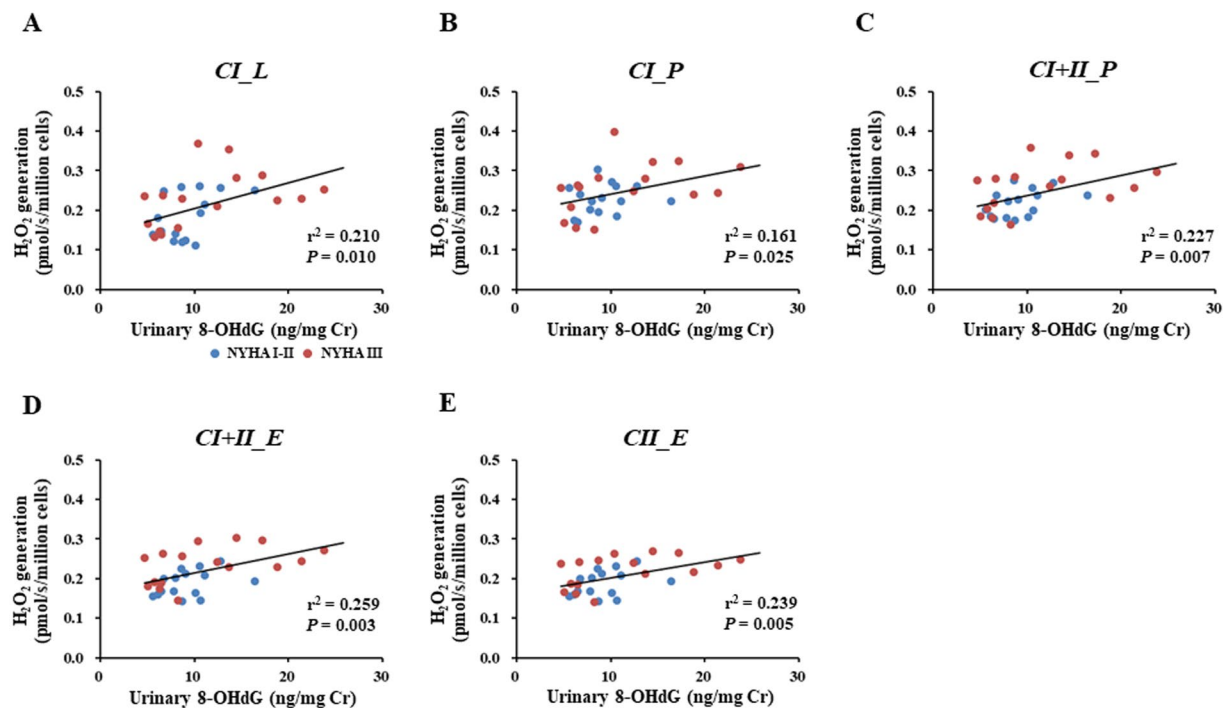 A
CI_L
H₂O₂ generation
(pmol/s/million cells)
0.5
0.4
0.3
0.2
0.1
0.0
r² = 0.210
P = 0.010
0 10 20 30
Urinary 8-OHdG (ng/mg Cr)
NYHA I-II NYHA III
B
CI_P
H₂O₂ generation
(pmol/s/million cells)
0.5
0.4
0.3
0.2
0.1
0.0
r² = 0.161
P = 0.025
0 10 20 30
Urinary 8-OHdG (ng/mg Cr)
C
CI+II_P
H₂O₂ generation
(pmol/s/million cells)
0.5
0.4
0.3
0.2
0.1
0.0
r² = 0.227
P = 0.007
0 10 20 30
Urinary 8-OHdG (ng/mg Cr)
D
CI+II_E
H₂O₂ generation
(pmol/s/million cells)
0.5
0.4
0.3
0.2
0.1
0.0
r² = 0.259
P = 0.003
0 10 20 30
Urinary 8-OHdG (ng/mg Cr)
E
CII_E
H₂O₂ generation
(pmol/s/million cells)
0.5
0.4
0.3
0.2
0.1
0.0
r² = 0.239
P = 0.005
0 10 20 30
Urinary 8-OHdG (ng/mg Cr)